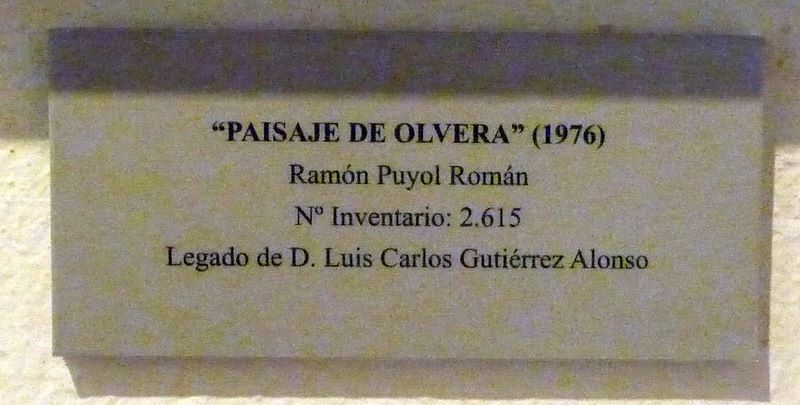 “PAISAJE DE OLVERA” (1976)
Ramón Puyol Román
Nº Inventario: 2.615
Legado de D. Luis Carlos Gutiérrez Alonso